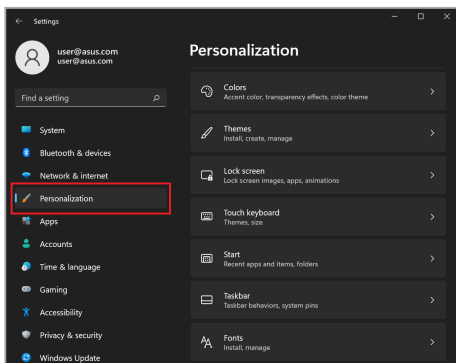 Settings
user@asus.com
user@asus.com
Find a setting
System
Bluetooth & devices
Network & internet
Personalization
Apps
Accounts
Time & language
Gaming
Accessibility
Privacy & security
Windows Update
Personalization
Colors
Accent color, transparency effects, color theme
Themes
Install, create, manage
Lock screen
Lock screen images, apps, animations
Touch keyboard
Themes, size
Start
Recent apps and items, folders
Taskbar
Taskbar behaviors, system pins
Fonts
Install, manage